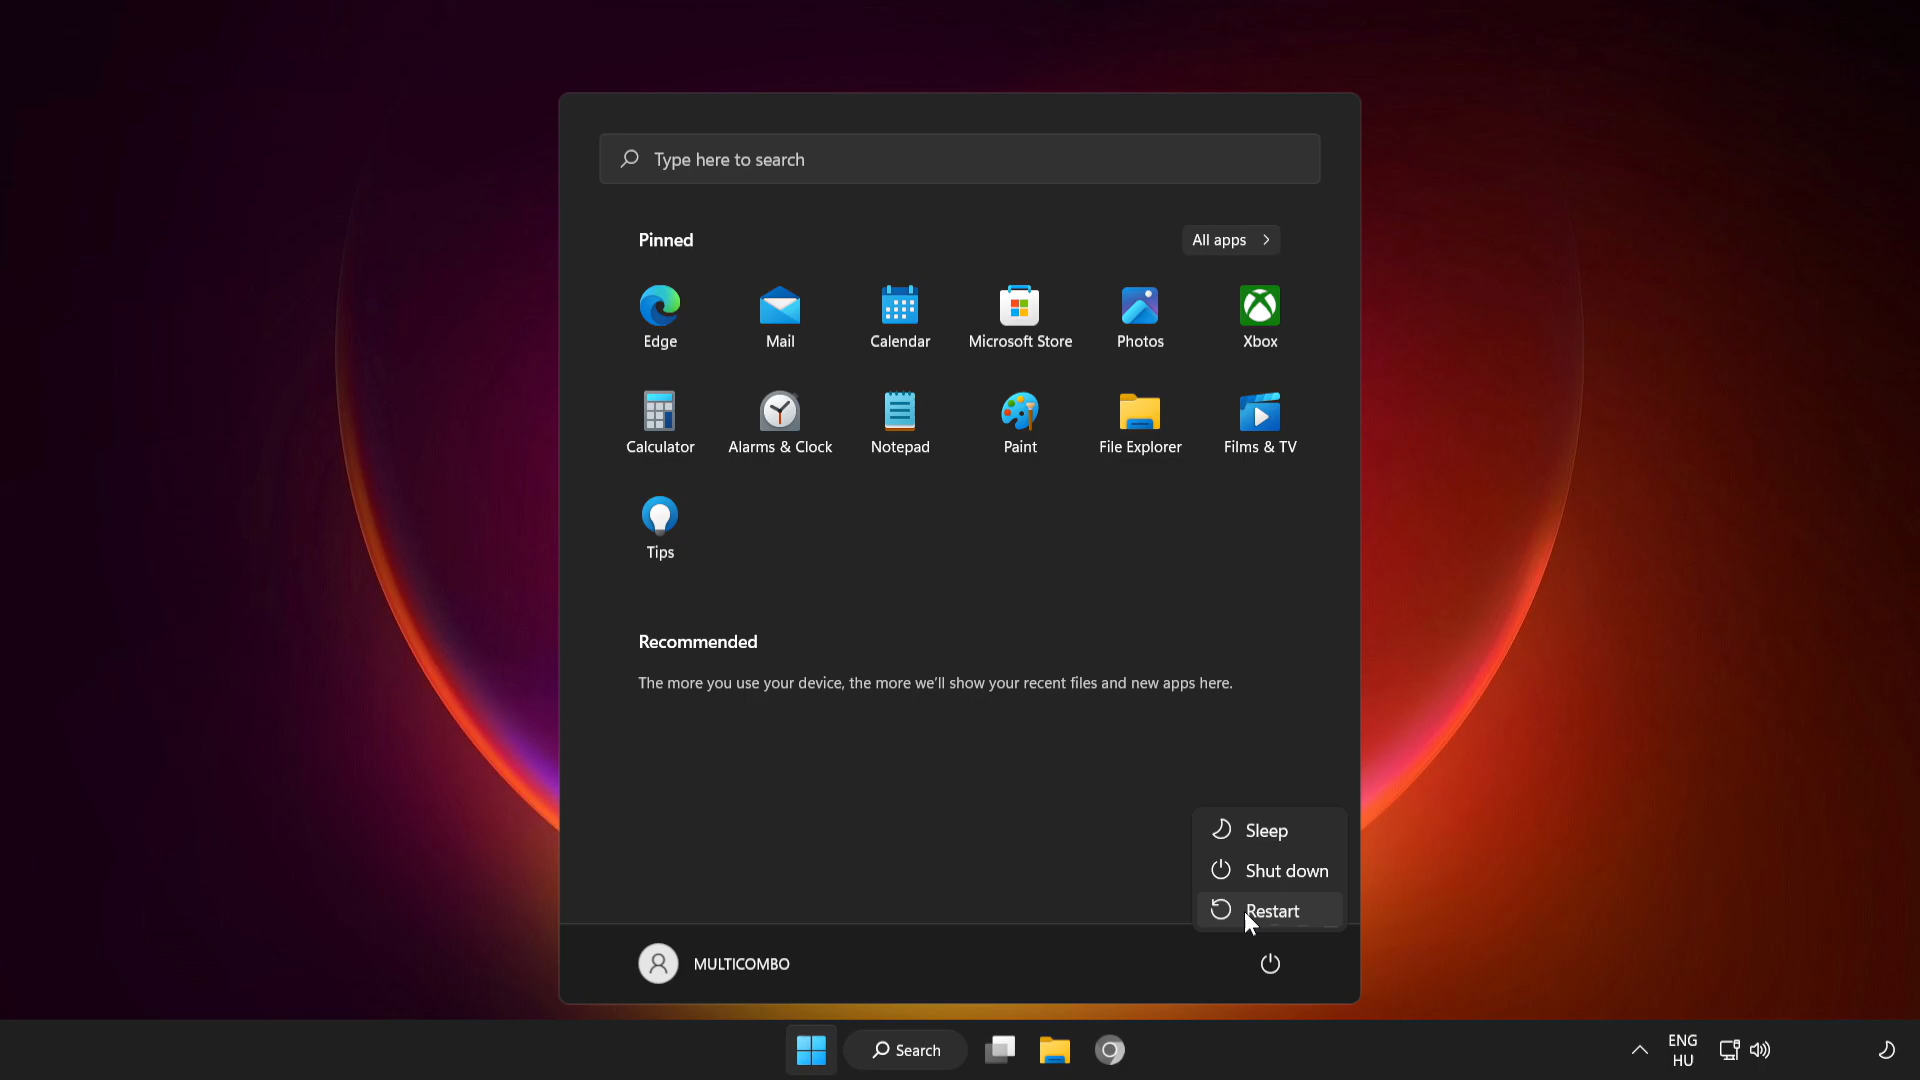 Type here to search
Pinned
All apps
Edge
Mail
Calendar
Microsoft Store
Photos
Xbox
Calculator
Alarms & Clock
Notepad
Paint
File Explorer
Films & TV
Tips
Recommended
The more you use your device, the more we'll show your recent files and new apps here.
Sleep
Shut down
Restart
MULTICOMBO
Search
ENG
HU